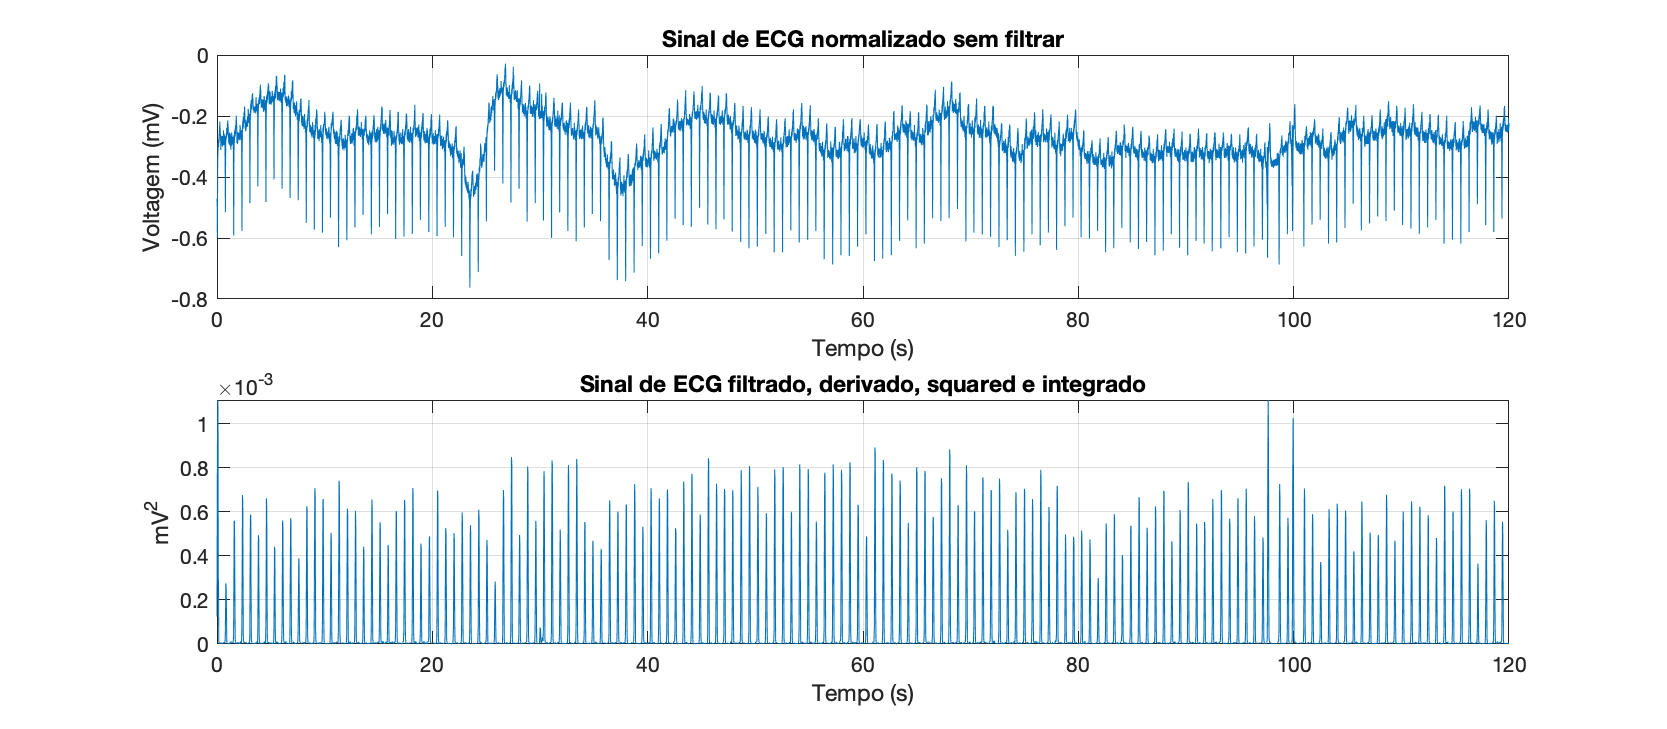 Sinal de ECG normalizado sem filtrar
0
-0.2
-0.4
-0.6
-0.8
Voltagem (mV)
0 20 40 60 80 100 120
Tempo (s)
×10⁻³
Sinal de ECG filtrado, derivado, squared e integrado
1
0.8
0.6
0.4
0.2
0
mV²
0 20 40 60 80 100 120
Tempo (s)